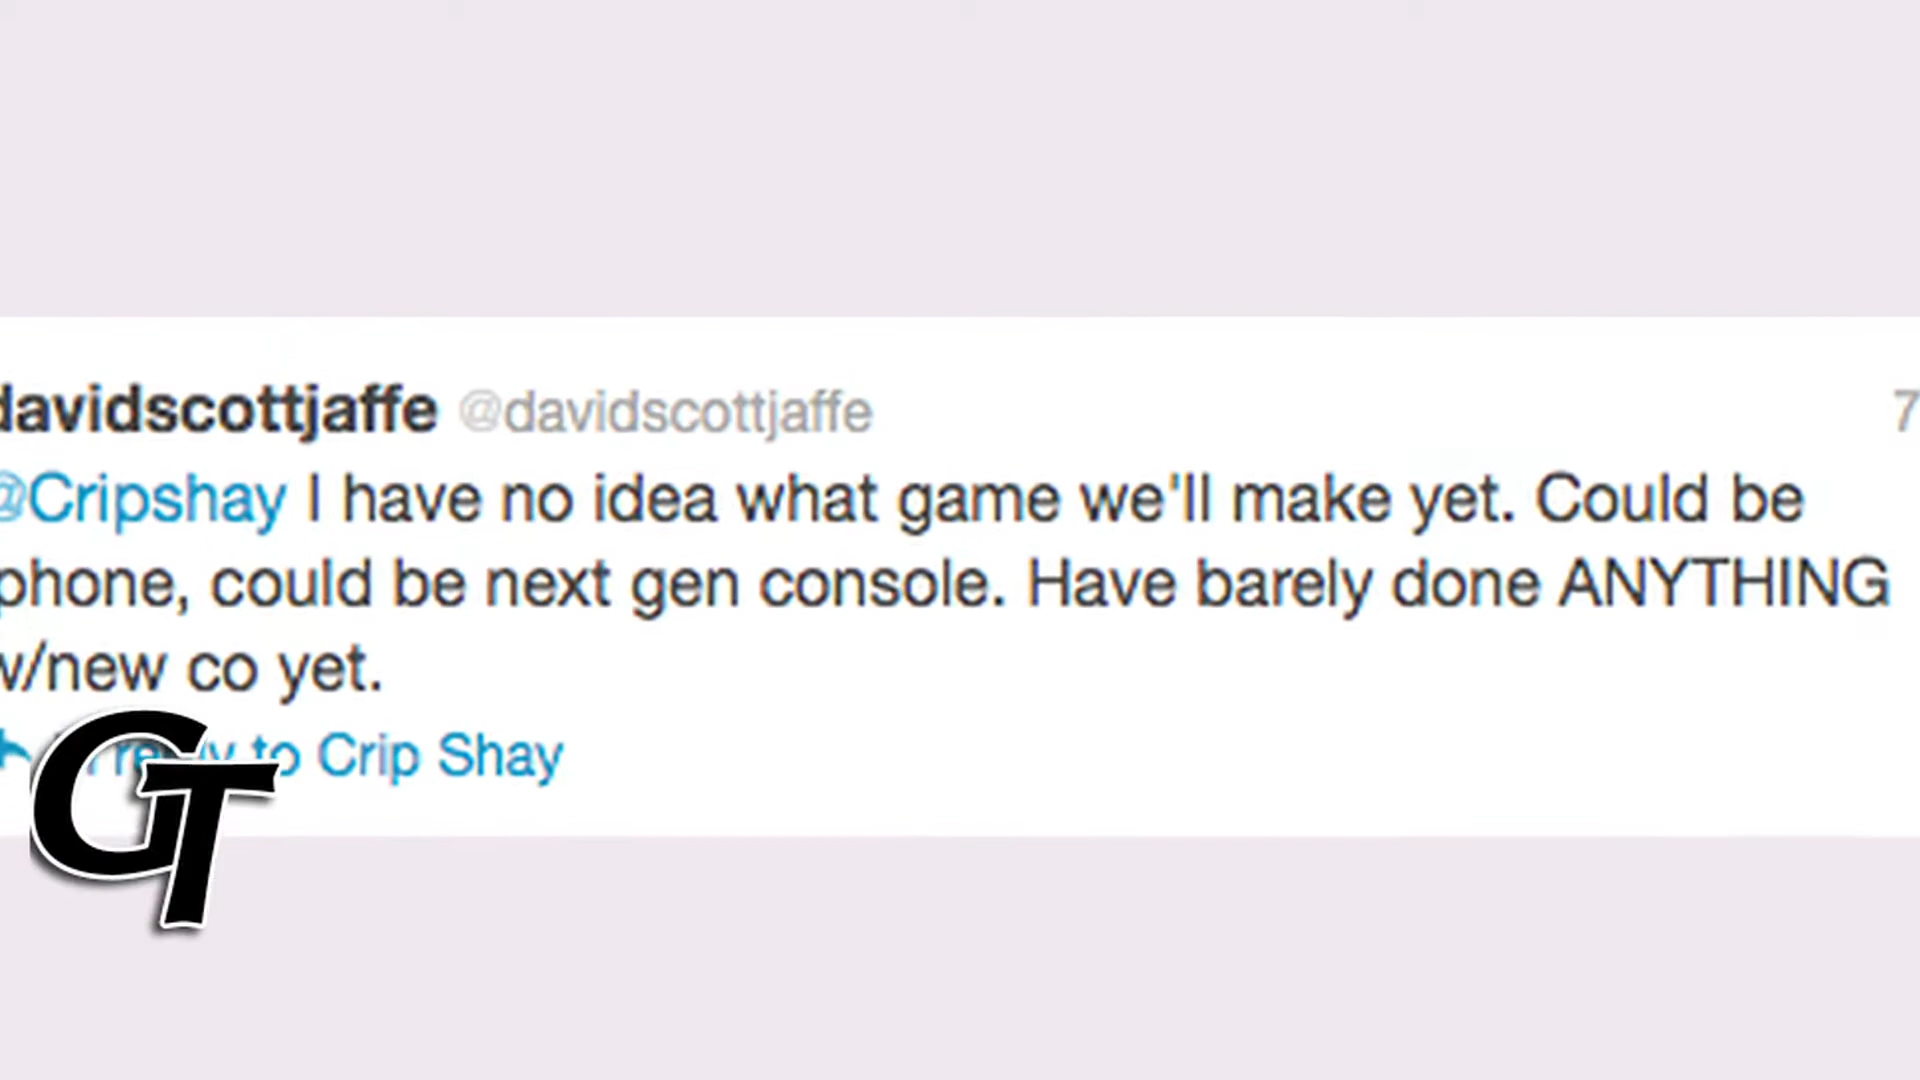 davidscottjaffe @davidscottjaffe 7
@Cripshay I have no idea what game we'll make yet. Could be
phone, could be next gen console. Have barely done ANYTHING
w/new co yet.
to Crip Shay
GT